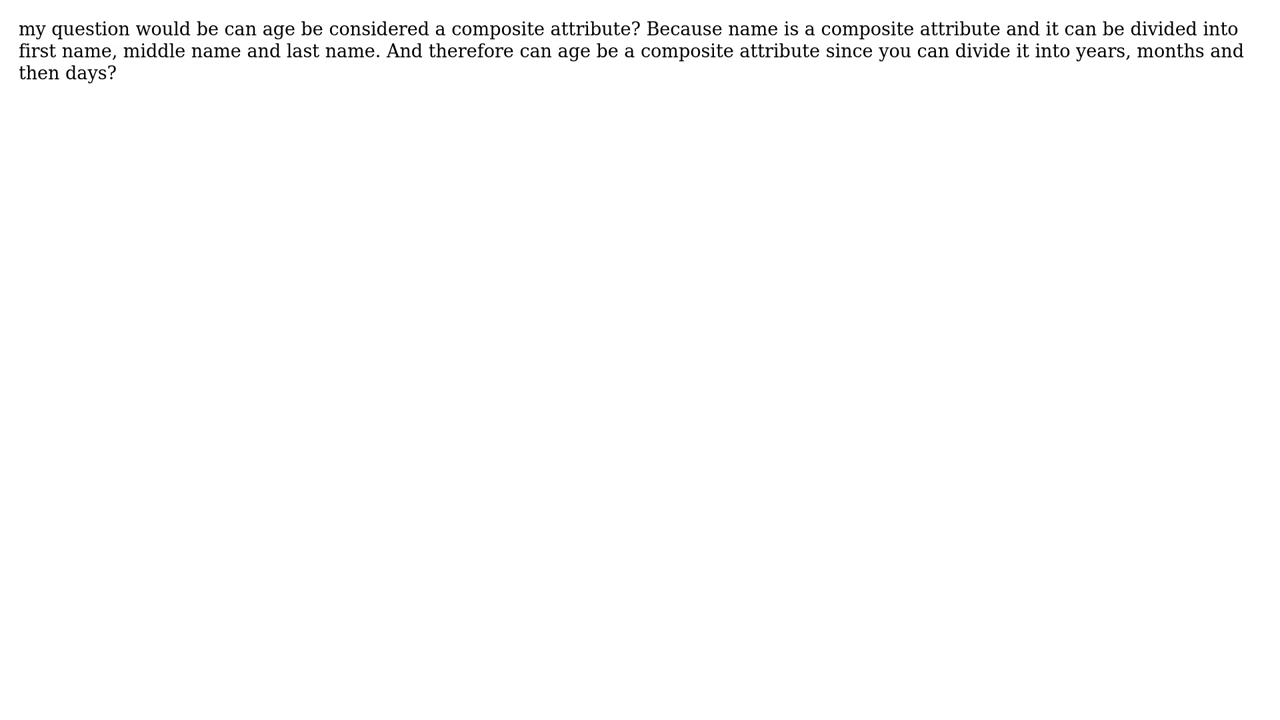 my question would be can age be considered a composite attribute? Because name is a composite attribute and it can be divided into
first name, middle name and last name. And therefore can age be a composite attribute since you can divide it into years, months and
then days?